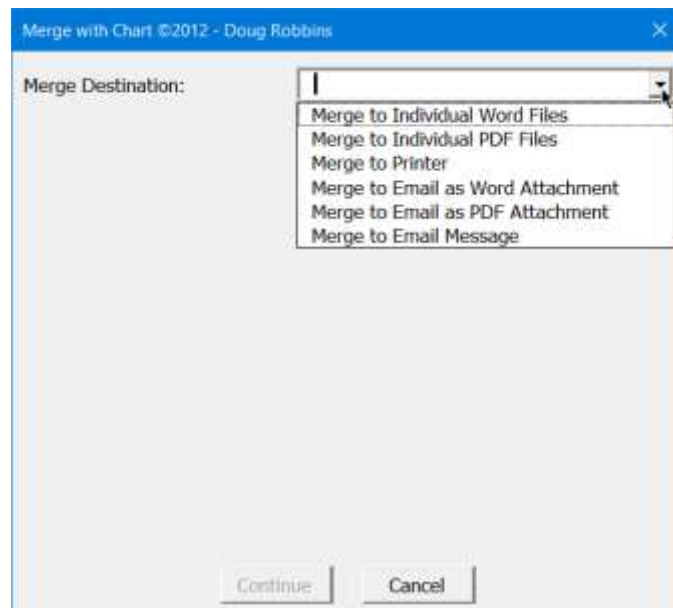 Merge with Chart ©2012 - Doug Robbins
Merge Destination:
Merge to Individual Word Files
Merge to Individual PDF Files
Merge to Printer
Merge to Email as Word Attachment
Merge to Email as PDF Attachment
Merge to Email Message
Continue Cancel